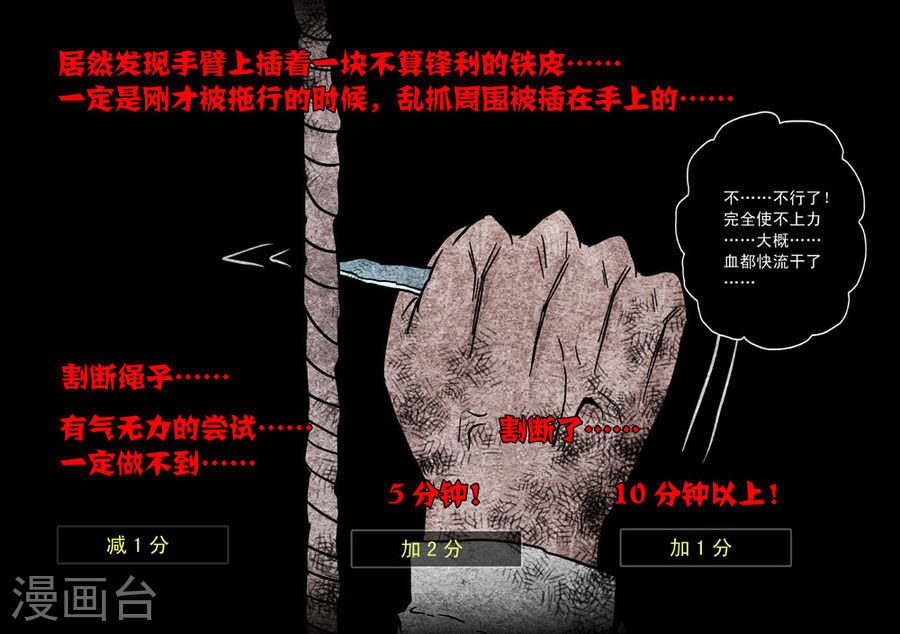 居然发现手臂上插着一块不算锋利的铁皮……
一定是刚才被拖行的时候，乱抓周围被插在手上的……
不……不行了！
完全使不上力
……大概……
血都快流干了
……
割断绳子……
有气无力的尝试……
一定做不到……
割断了……
5分钟！
10分钟以上！
减1分
加2分
加1分
漫画台